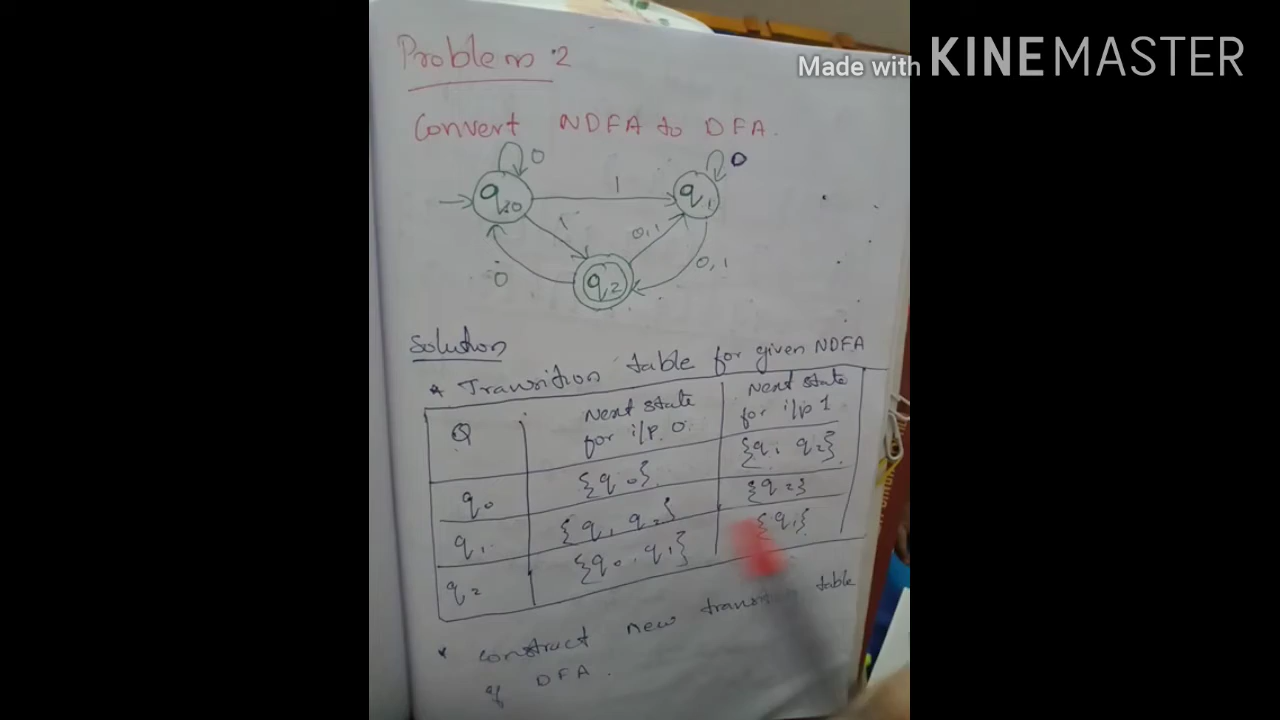 Problem 2
Made with KINEMASTER
Convert NDFA to DFA.
0
0
q0
1
q1
1
0,1
0
q2
0,1
Solution
* Transition table for given NDFA
Q
Next state for i/p 0
Next state for i/p 1
q0
{q0}
{q1 q2}
q1
{q1 q2}
{q2}
q2
{q0, q1}
{q1}
* construct new transition table
of DFA.